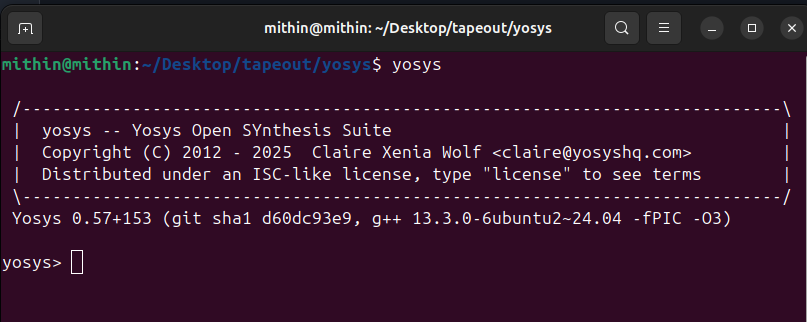 mithin@mithin: ~/Desktop/tapeout/yosys
mithin@mithin:~/Desktop/tapeout/yosys$ yosys
/----------------------------------------------------------------------------\
|  yosys -- Yosys Open SYnthesis Suite                                       |
|  Copyright (C) 2012 - 2025  Claire Xenia Wolf <claire@yosyshq.com>         |
|  Distributed under an ISC-like license, type "license" to see terms        |
\----------------------------------------------------------------------------/
Yosys 0.57+153 (git sha1 d60dc93e9, g++ 13.3.0-6ubuntu2~24.04 -fPIC -O3)
yosys>